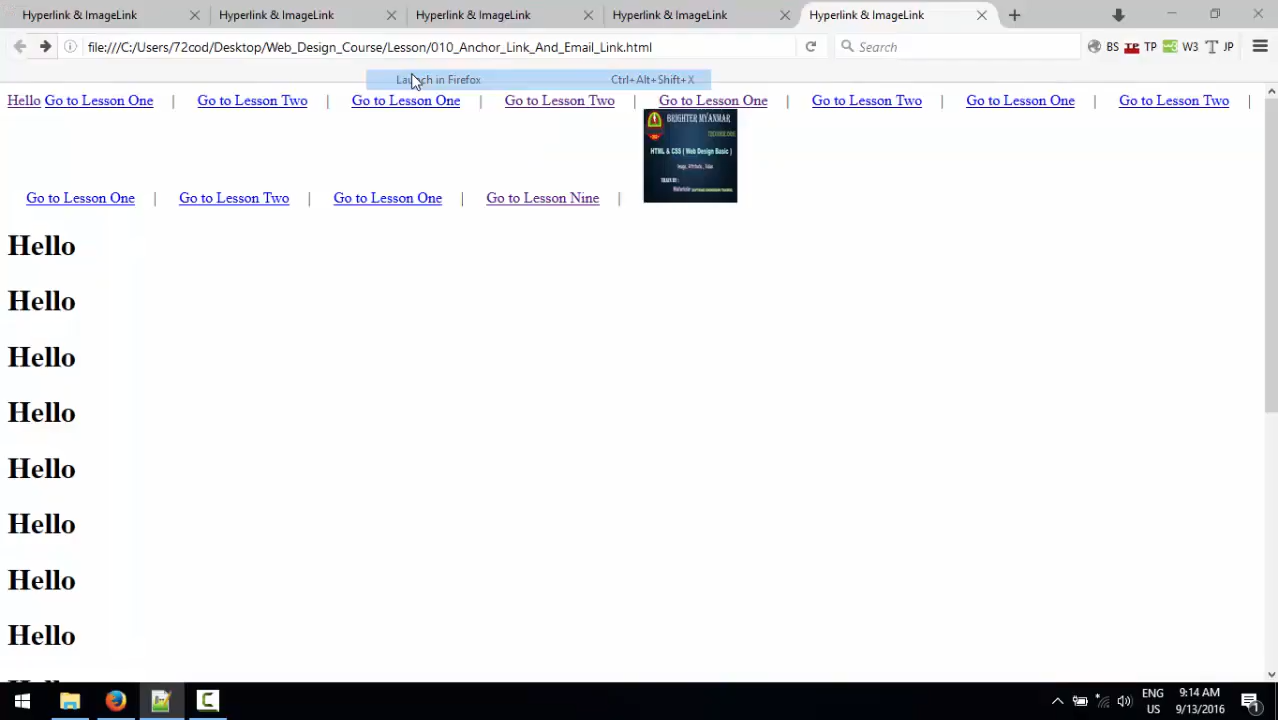 Hyperlink & ImageLink Hyperlink & ImageLink Hyperlink & ImageLink Hyperlink & ImageLink Hyperlink & ImageLink
file:///C:/Users/72cod/Desktop/Web_Design_Course/Lesson/010_Anchor_Link_And_Email_Link.html Search BS TP W3 JP
Launch in Firefox Ctrl+Alt+Shift+X
Hello Go to Lesson One | Go to Lesson Two | Go to Lesson One | Go to Lesson Two | Go to Lesson One | Go to Lesson Two | Go to Lesson One | Go to Lesson Two |
BRIGHTER MYANMAR
HTML & CSS ( Web Design Basic )
Go to Lesson One | Go to Lesson Two | Go to Lesson One | Go to Lesson Nine |
Hello
Hello
Hello
Hello
Hello
Hello
Hello
Hello
ENG 9:14 AM
US 9/13/2016